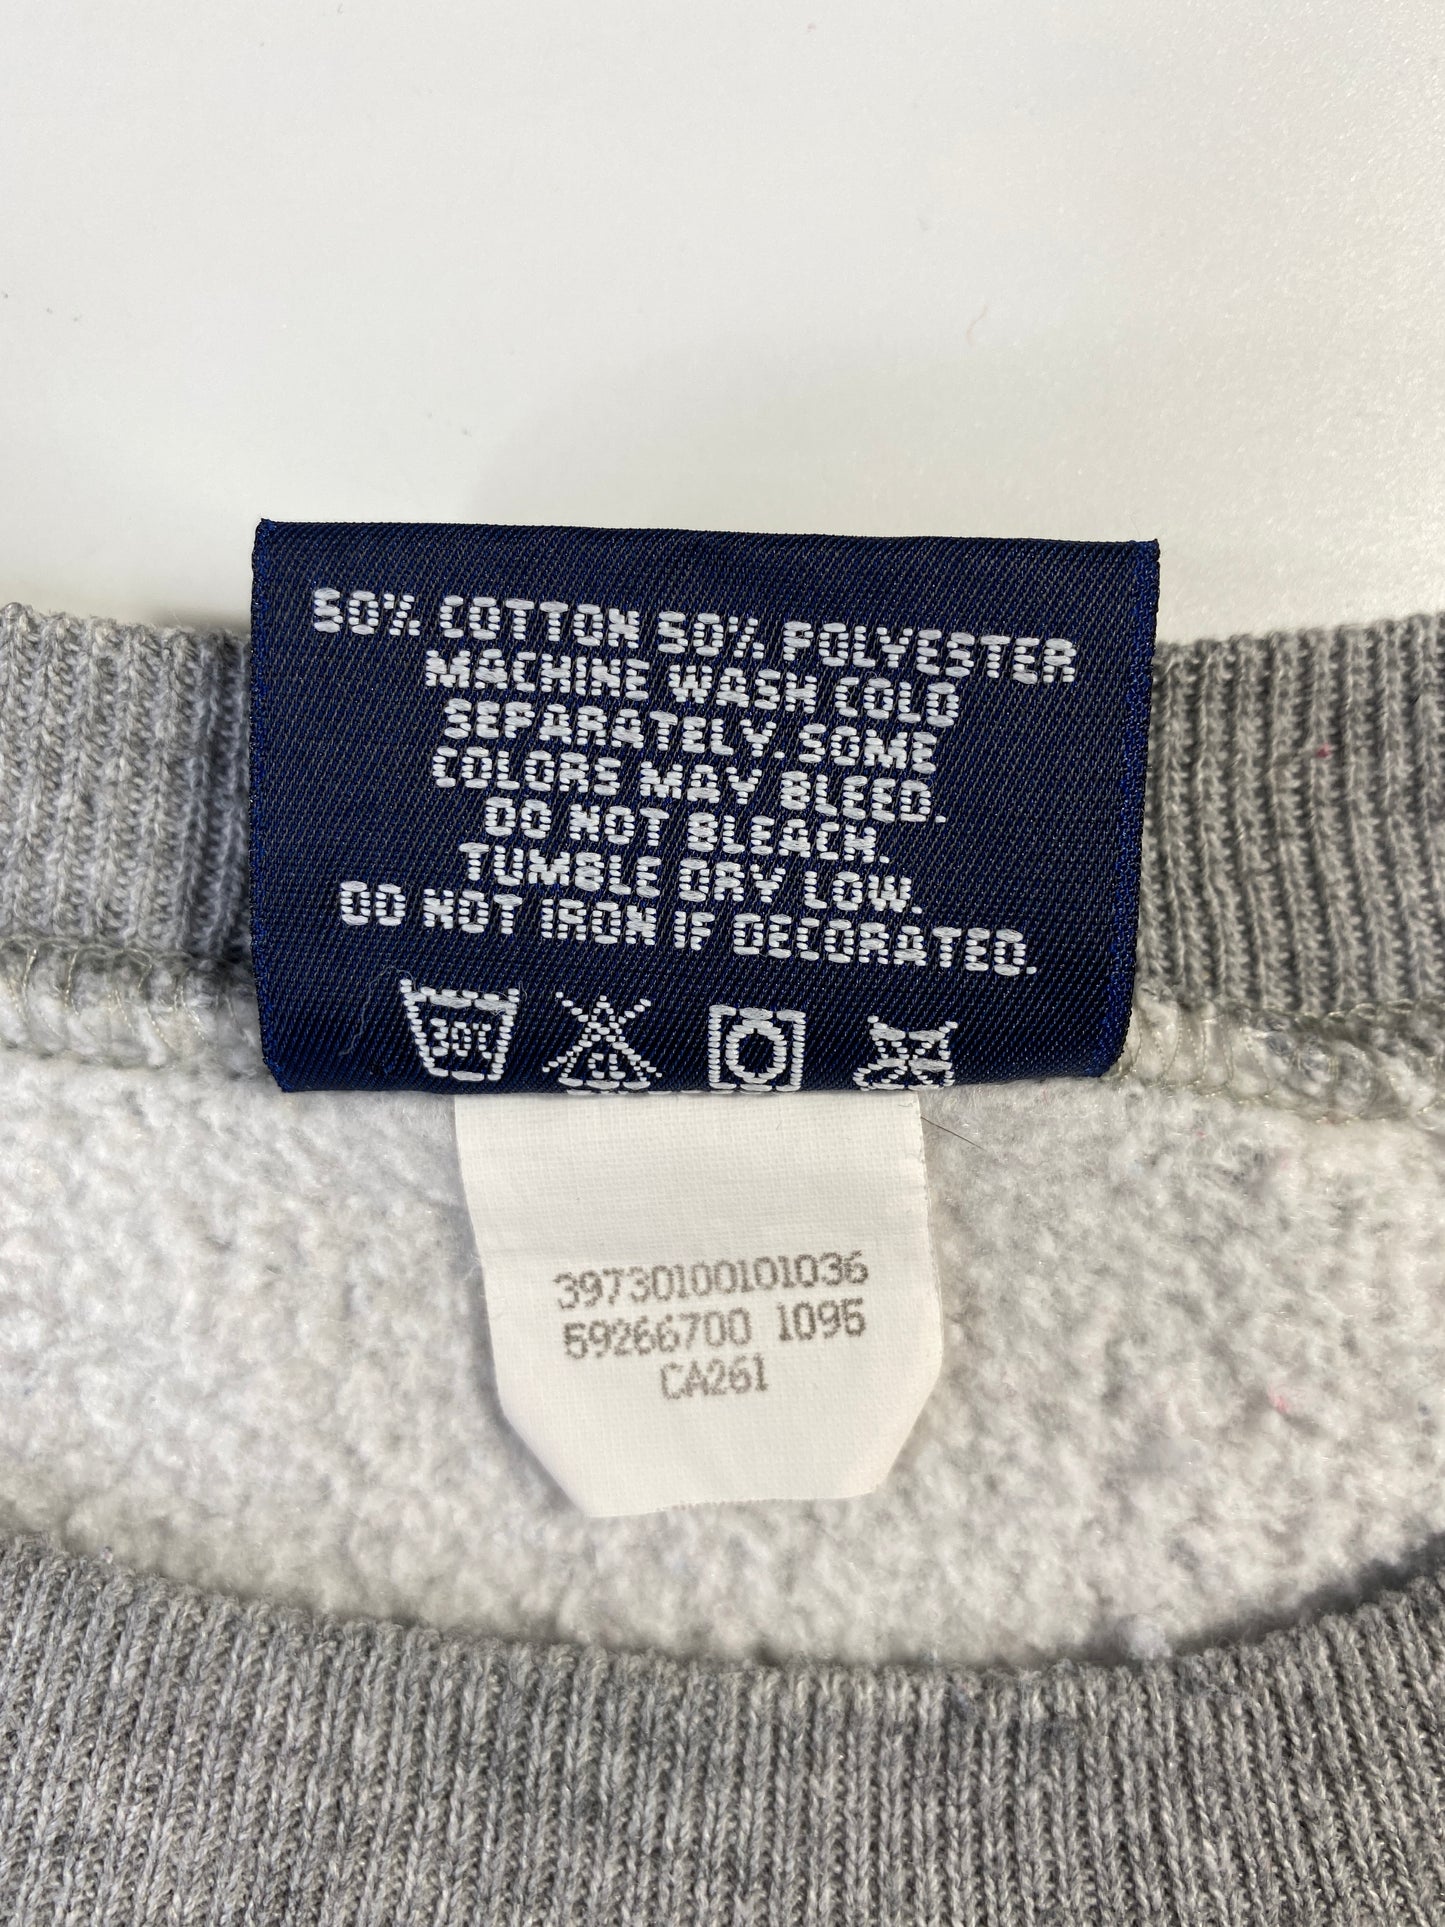 50% COTTON 50% POLYESTER
MACHINE WASH COLD
SEPARATELY. SOME
COLORS MAY BLEED.
DO NOT BLEACH.
TUMBLE DRY LOW.
DO NOT IRON IF DECORATED.
30°C CL
39730100101036
59266700 1095
CA261